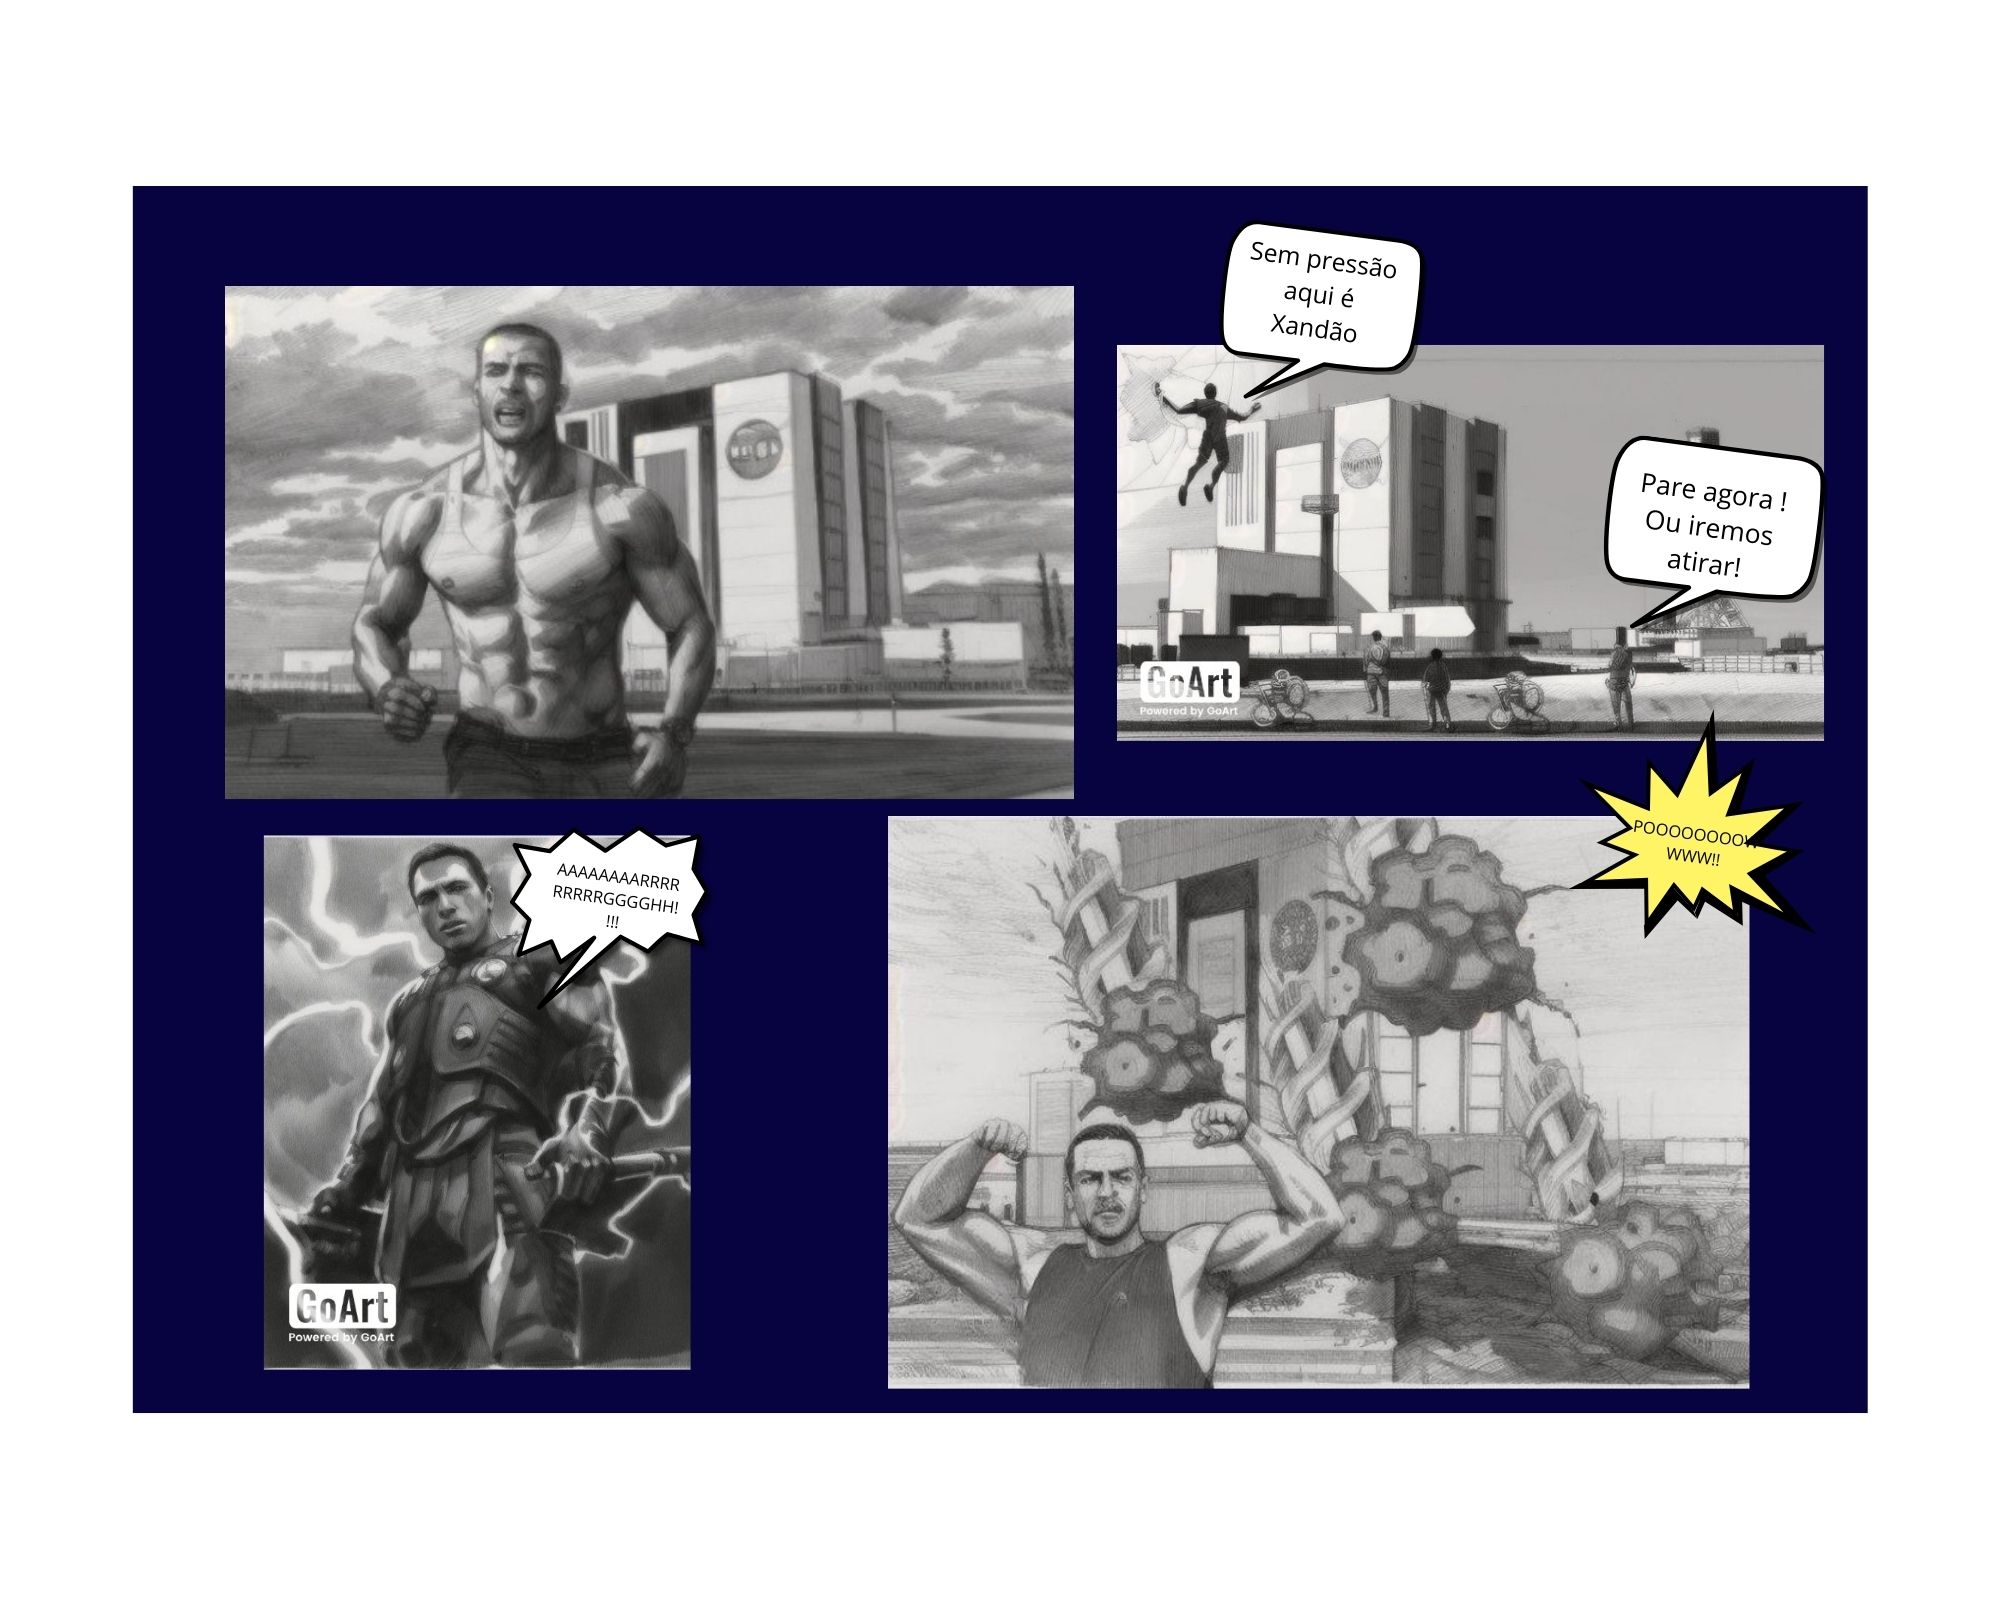 Sem pressão
aqui é
Xandão
Pare agora !
Ou iremos
atirar!
GoArt
Powered by GoArt
AAAAAAAARRRR
RRRRRGGGGHH!
!!!
POOOOOOOOW
WWW!!
GoArt
Powered by GoArt